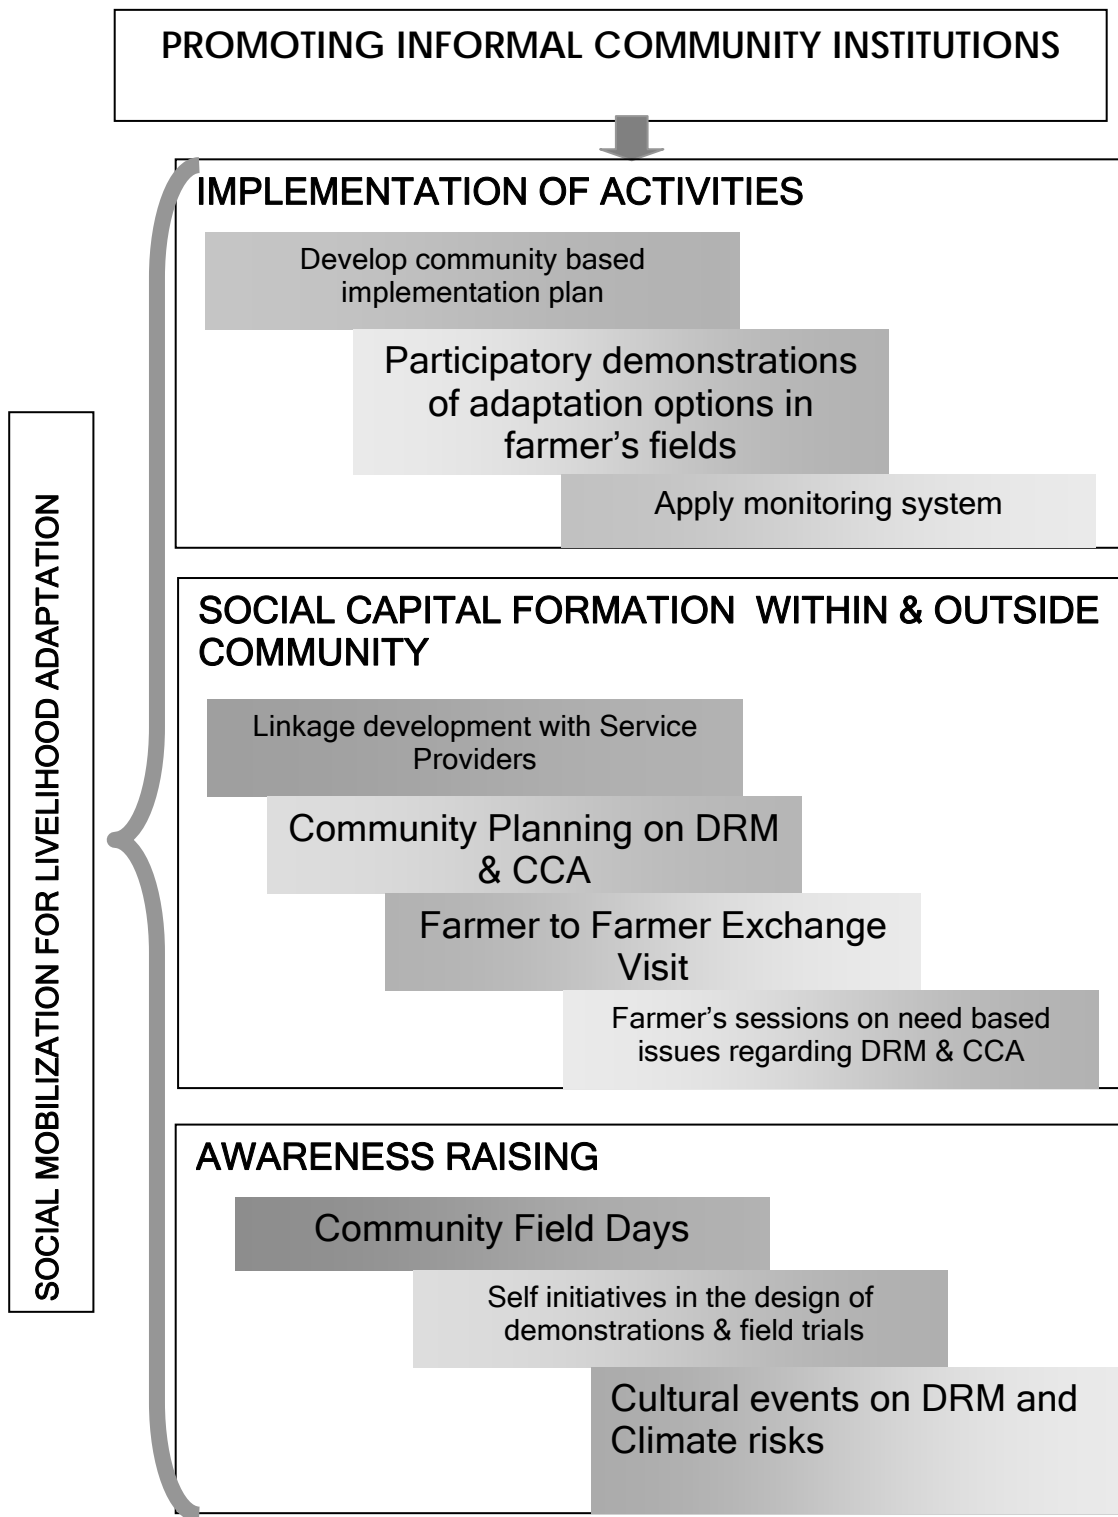 PROMOTING INFORMAL COMMUNITY INSTITUTIONS
SOCIAL MOBILIZATION FOR LIVELIHOOD ADAPTATION
IMPLEMENTATION OF ACTIVITIES
Develop community based
implementation plan
Participatory demonstrations
of adaptation options in
farmer’s fields
Apply monitoring system
SOCIAL CAPITAL FORMATION  WITHIN & OUTSIDE
COMMUNITY
Linkage development with Service
Providers
Community Planning on DRM
& CCA
Farmer to Farmer Exchange
Visit
Farmer’s sessions on need based
issues regarding DRM & CCA
AWARENESS RAISING
Community Field Days
Self initiatives in the design of
demonstrations & field trials
Cultural events on DRM and
Climate risks